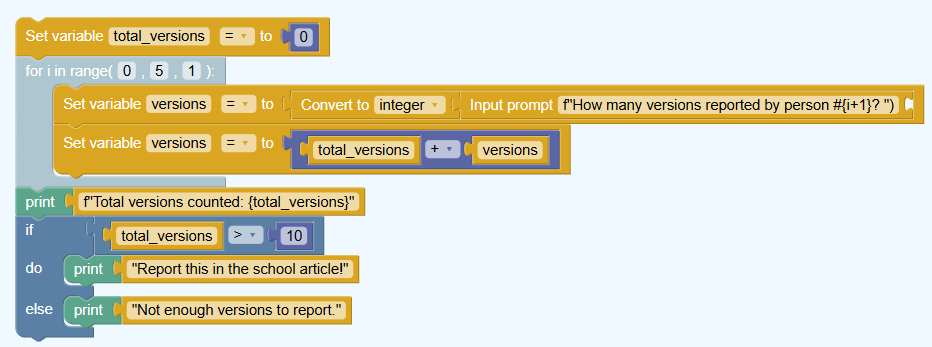 Set variable total_versions = to 0
for i in range( 0 , 5 , 1 ):
Set variable versions = to Convert to integer Input prompt f"How many versions reported by person #{i+1}? ")
Set variable versions = to total_versions + versions
print f"Total versions counted: {total_versions}"
if total_versions > 10
do print "Report this in the school article!"
else print "Not enough versions to report."